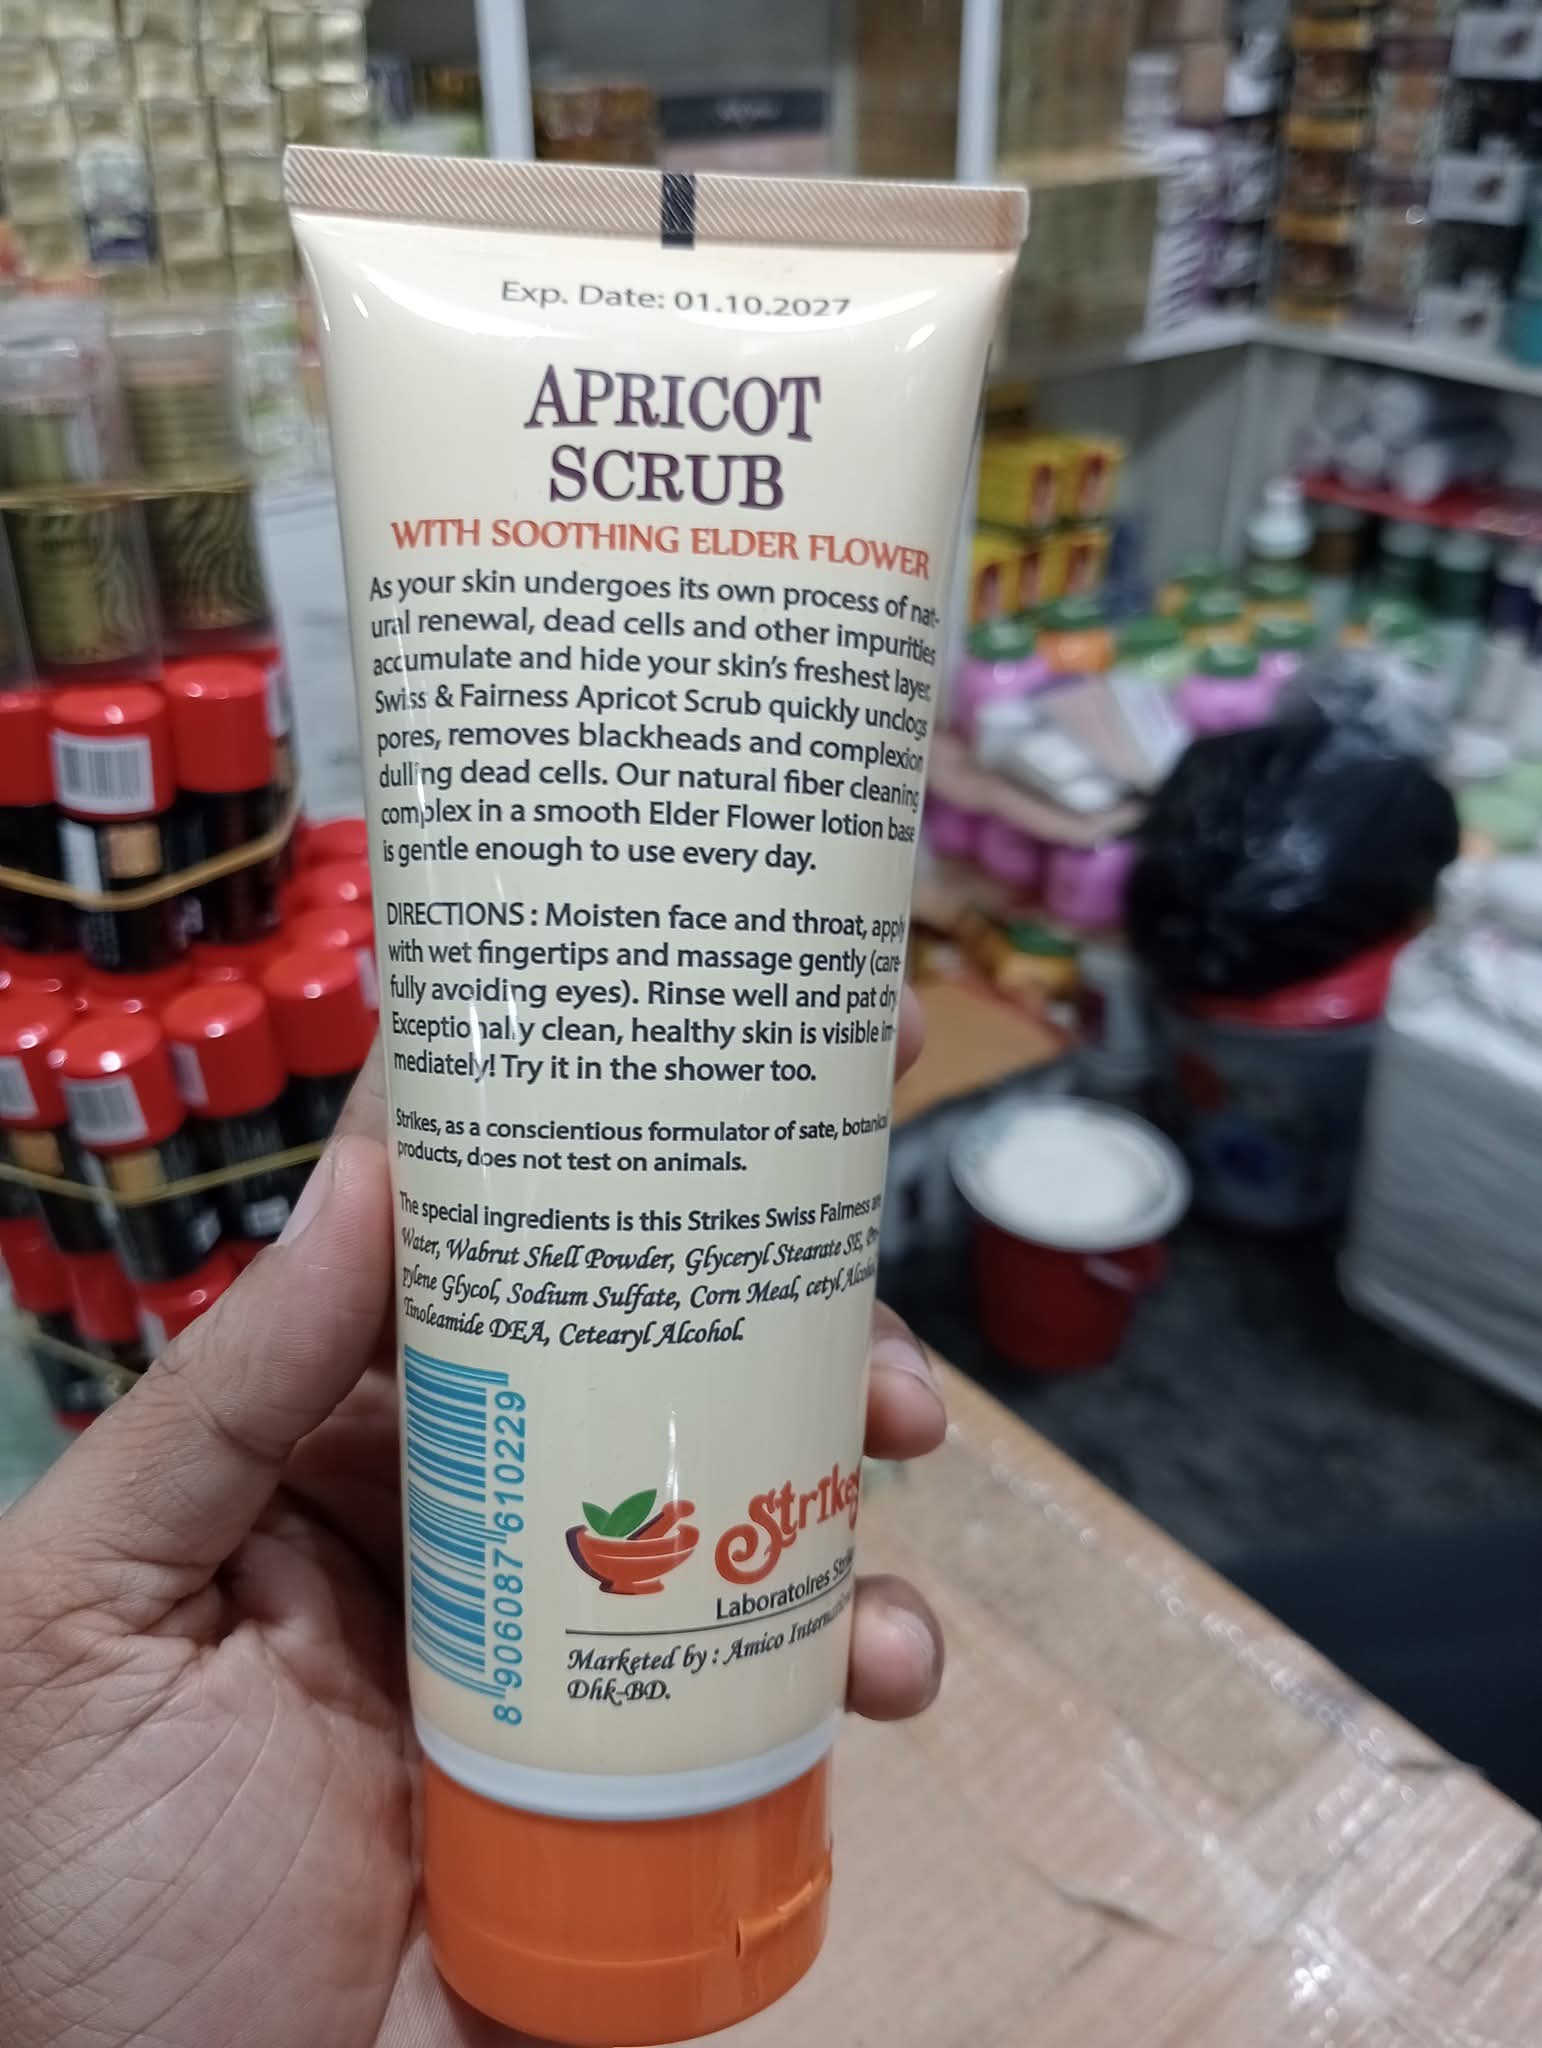 Exp. Date: 01.10.2027
APRICOT
SCRUB
WITH SOOTHING ELDER FLOWER
As your skin undergoes its own process of nat-
ural renewal, dead cells and other impurities
accumulate and hide your skin's freshest layer.
Swiss & Fairness Apricot Scrub quickly unclogs
pores, removes blackheads and complexion
dulling dead cells. Our natural fiber cleaning
complex in a smooth Elder Flower lotion base
is gentle enough to use every day.
DIRECTIONS : Moisten face and throat, apply
with wet fingertips and massage gently (care-
fully avoiding eyes). Rinse well and pat dry
Exceptionally clean, healthy skin is visible im-
mediately! Try it in the shower too.
Strikes, as a conscientious formulator of sate, botanical
products, does not test on animals.
The special ingredients is this Strikes Swiss Fairness are
Water, Wabrut Shell Powder, Glyceryl Stearate SE,
pylene Glycol, Sodium Sulfate, Corn Meal, cetyl Alcohol,
Tinoleamide DEA, Cetearyl Alcohol.
8 906087 610229
Strikes
Laboratoires
Marketed by : Amico
Dhk-BD.